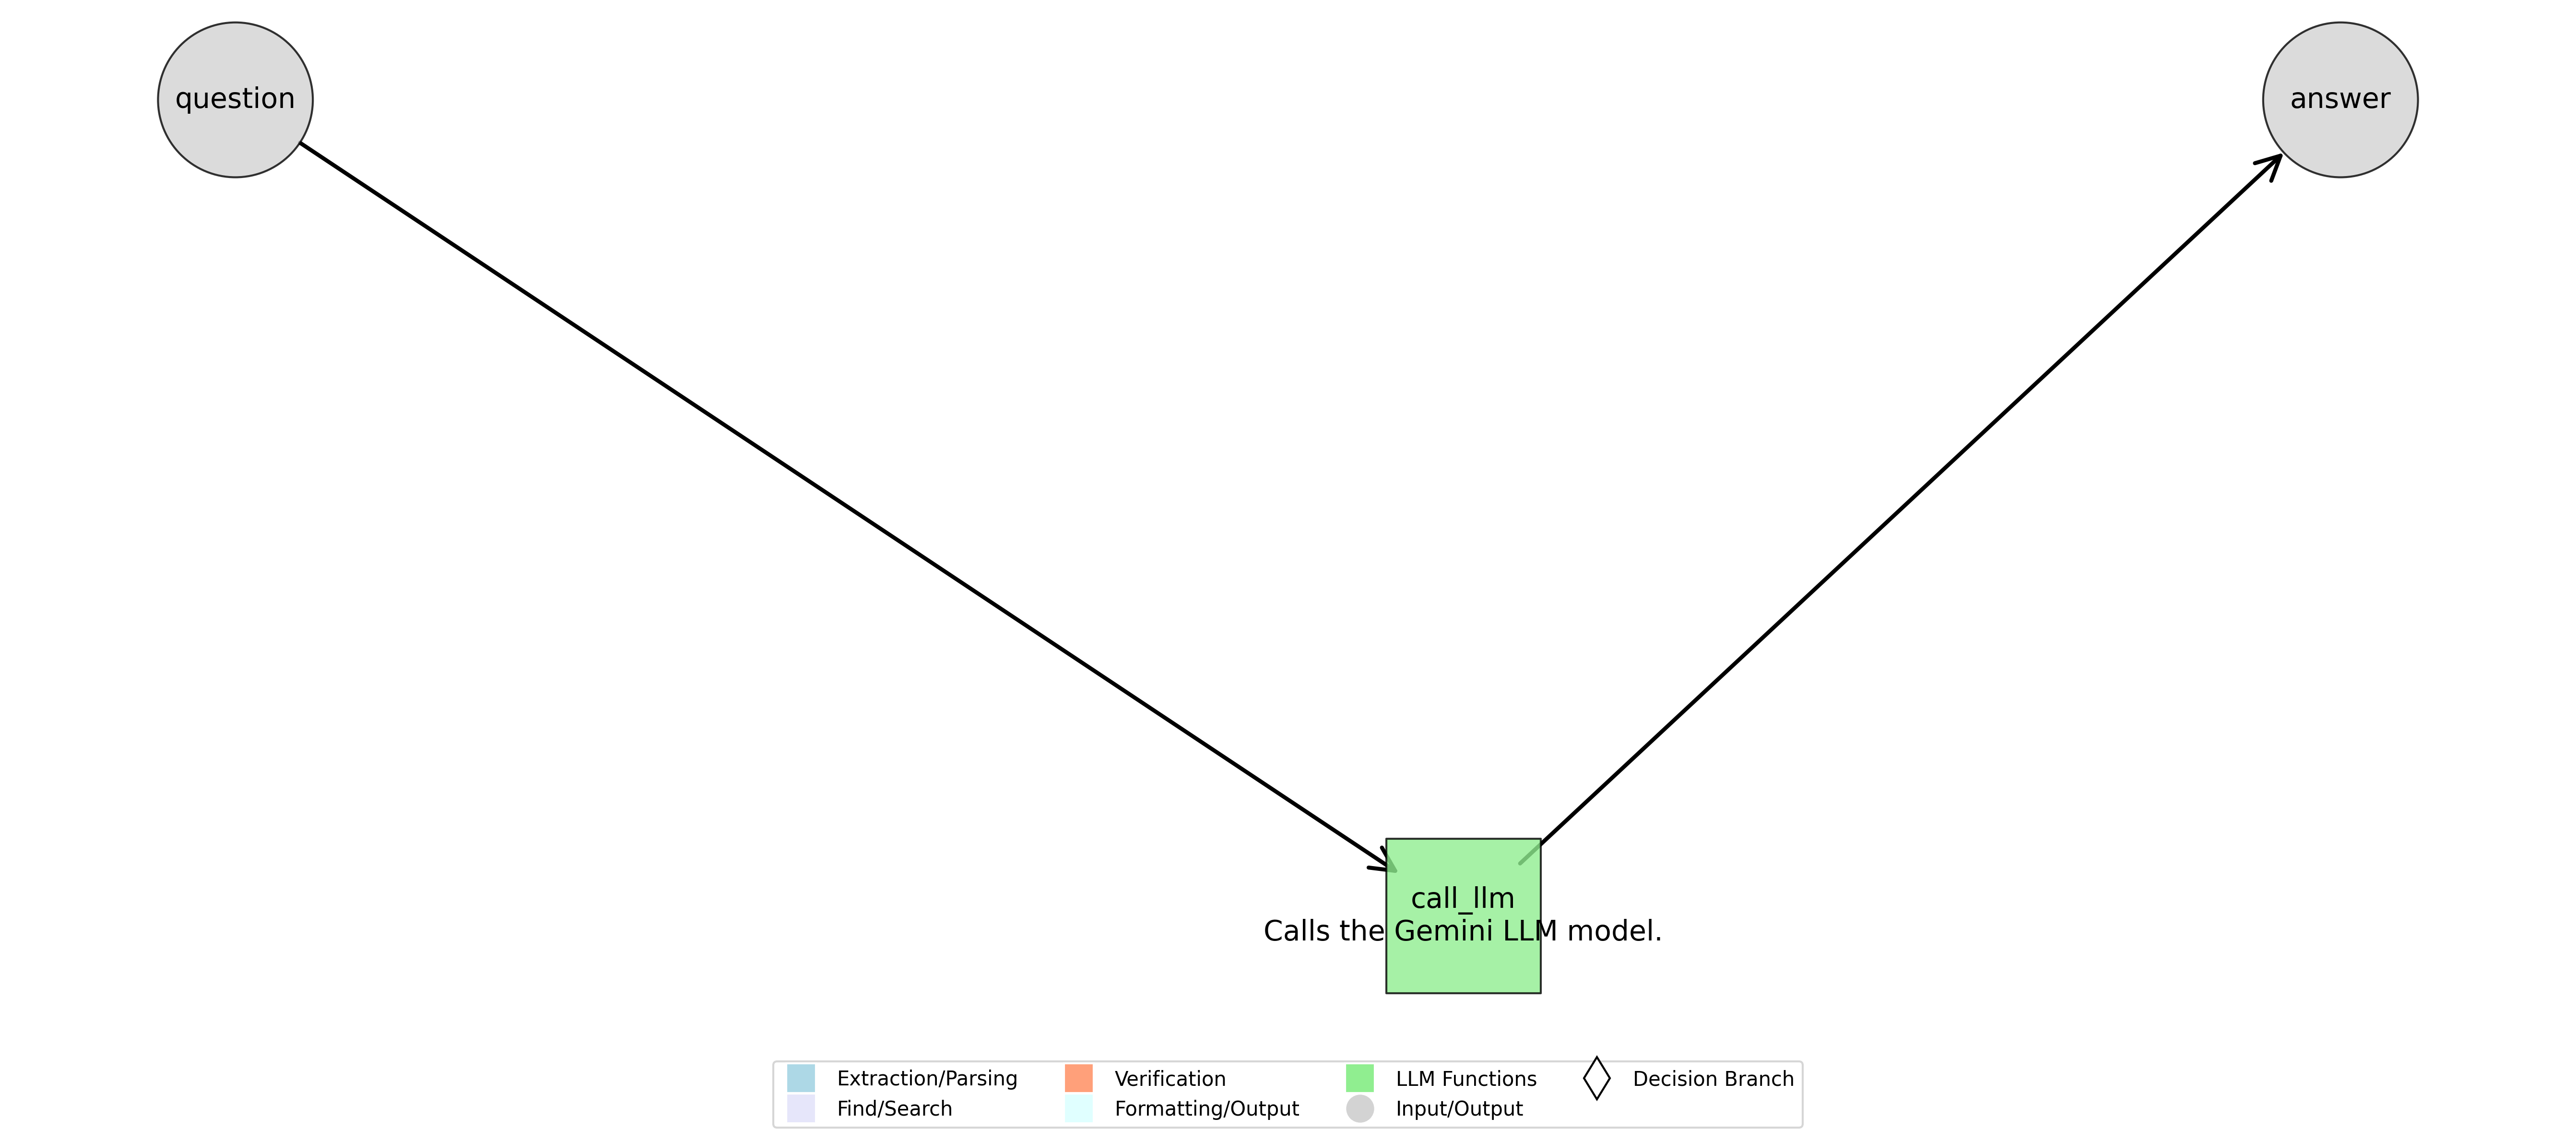 question
answer
call_llm
Calls the Gemini LLM model.
Extraction/Parsing
Find/Search
Verification
Formatting/Output
LLM Functions
Input/Output
Decision Branch